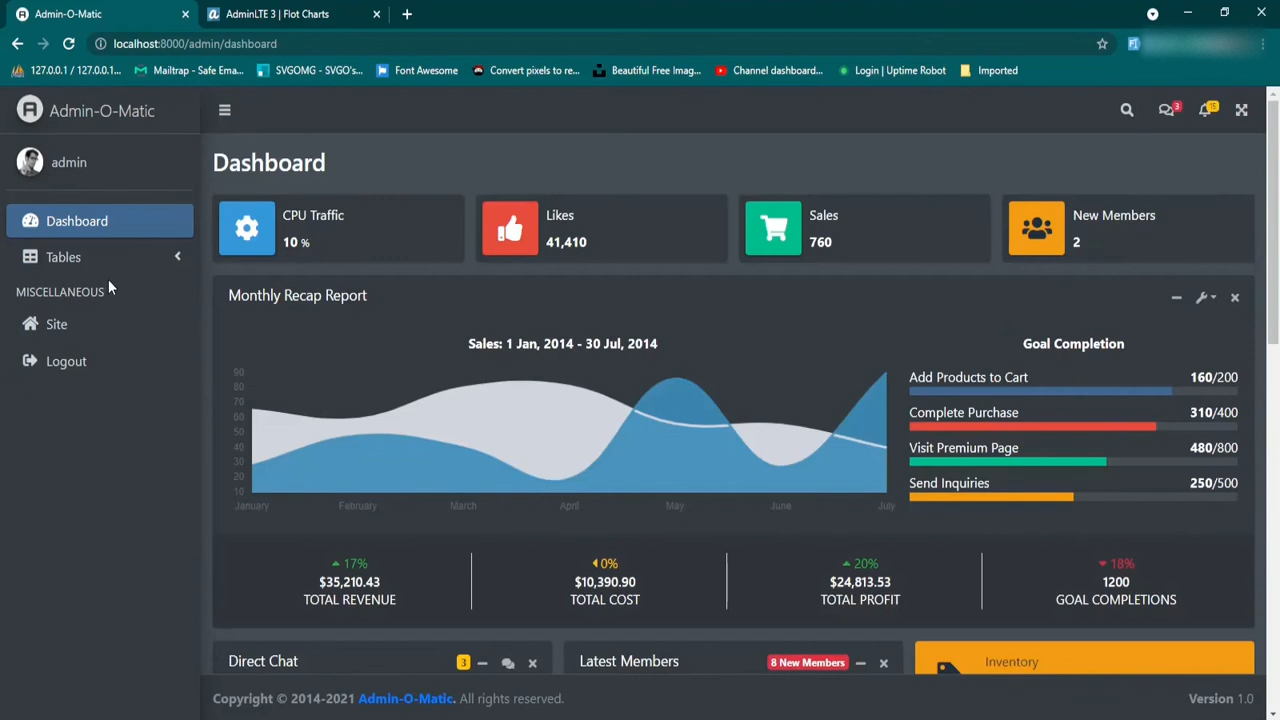 Admin-O-Matic
AdminLTE 3 | Flot Charts
localhost:8000/admin/dashboard
127.0.0.1 / 127.0.0.1...
Mailtrap - Safe Ema...
SVGOMG - SVGO's...
Font Awesome
Convert pixels to re...
Beautiful Free Imag...
Channel dashboard...
Login | Uptime Robot
Imported
Admin-O-Matic
3
15
admin
Dashboard
Tables
MISCELLANEOUS
Site
Logout
Dashboard
CPU Traffic
10 %
Likes
41,410
Sales
760
New Members
2
Monthly Recap Report
Sales: 1 Jan, 2014 - 30 Jul, 2014
90
80
70
60
50
40
30
20
10
January February March April May June July
Goal Completion
Add Products to Cart 160/200
Complete Purchase 310/400
Visit Premium Page 480/800
Send Inquiries 250/500
17%
$35,210.43
TOTAL REVENUE
0%
$10,390.90
TOTAL COST
20%
$24,813.53
TOTAL PROFIT
18%
1200
GOAL COMPLETIONS
Direct Chat 3
Latest Members 8 New Members
Inventory
Copyright © 2014-2021 Admin-O-Matic. All rights reserved.
Version 1.0